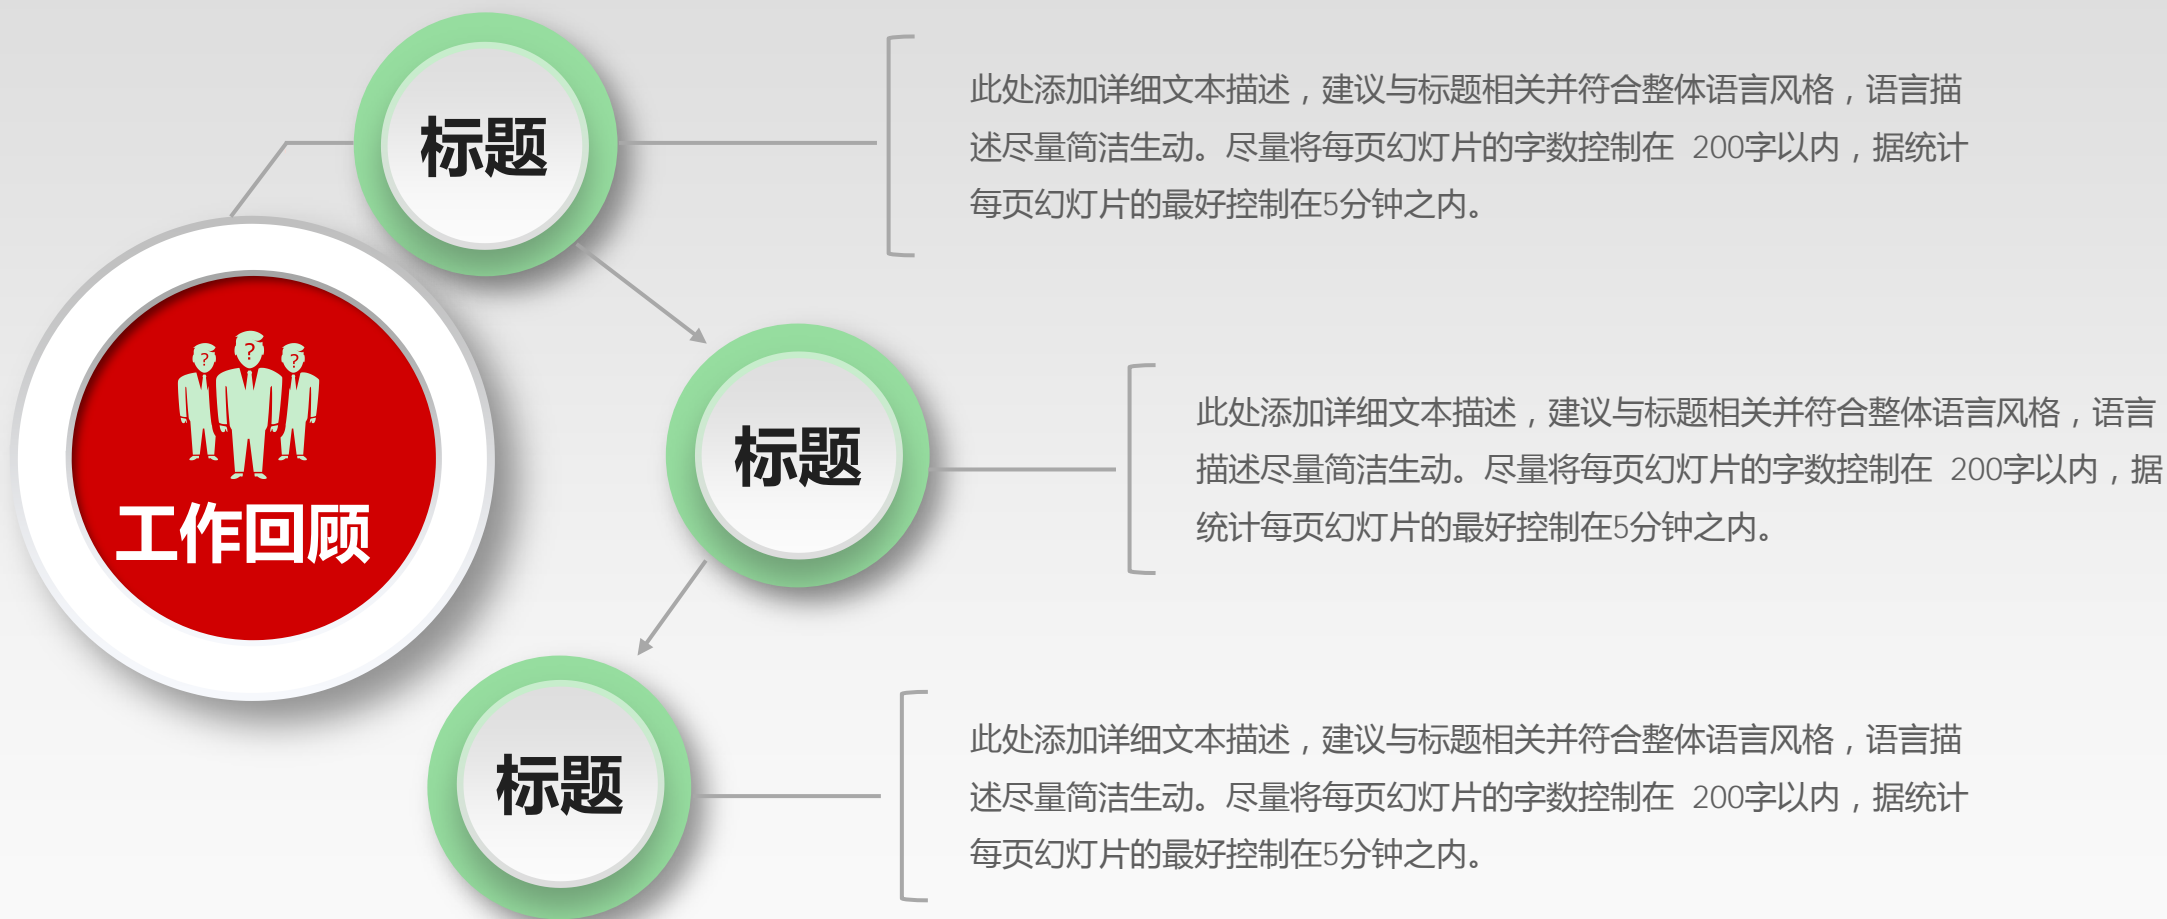 标题
此处添加详细文本描述，建议与标题相关并符合整体语言风格，语言描
述尽量简洁生动。尽量将每页幻灯片的字数控制在 200字以内，据统计
每页幻灯片的最好控制在5分钟之内。
? ? ?
工作回顾
标题
此处添加详细文本描述，建议与标题相关并符合整体语言风格，语言
描述尽量简洁生动。尽量将每页幻灯片的字数控制在 200字以内，据
统计每页幻灯片的最好控制在5分钟之内。
标题
此处添加详细文本描述，建议与标题相关并符合整体语言风格，语言描
述尽量简洁生动。尽量将每页幻灯片的字数控制在 200字以内，据统计
每页幻灯片的最好控制在5分钟之内。